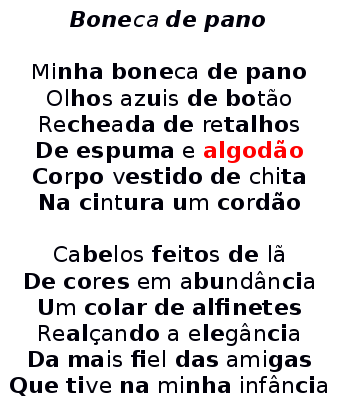 Boneca de pano
Minha boneca de pano
Olhos azuis de botão
Recheada de retalhos
De espuma e algodão
Corpo vestido de chita
Na cintura um cordão
Cabelos feitos de lã
De cores em abundância
Um colar de alfinetes
Realçando a elegância
Da mais fiel das amigas
Que tive na minha infância